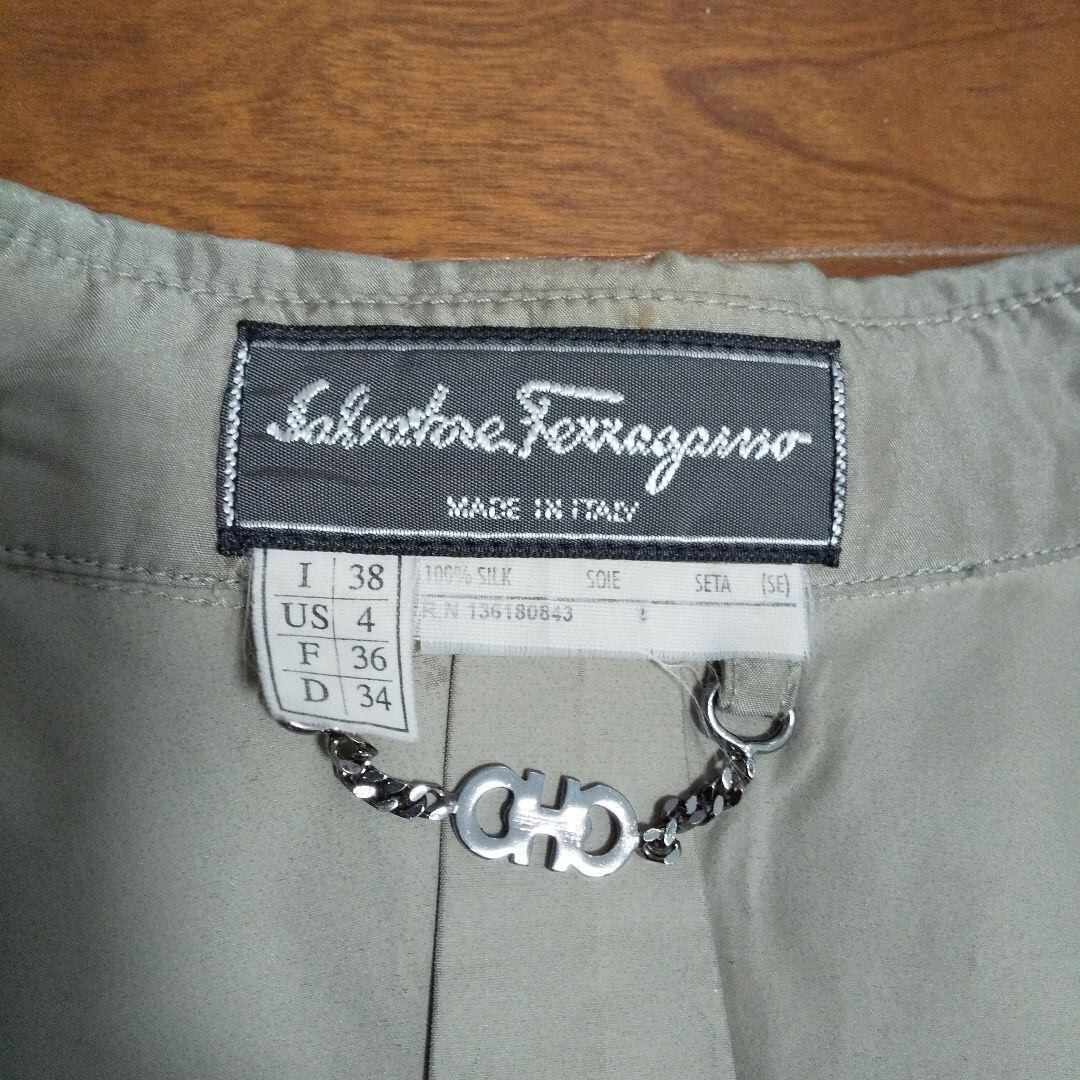 Salvatore Ferragamo
MADE IN ITALY
I 38
US 4
F 36
D 34
100% SILK SOIE SETA (SE)
R.N 136180843